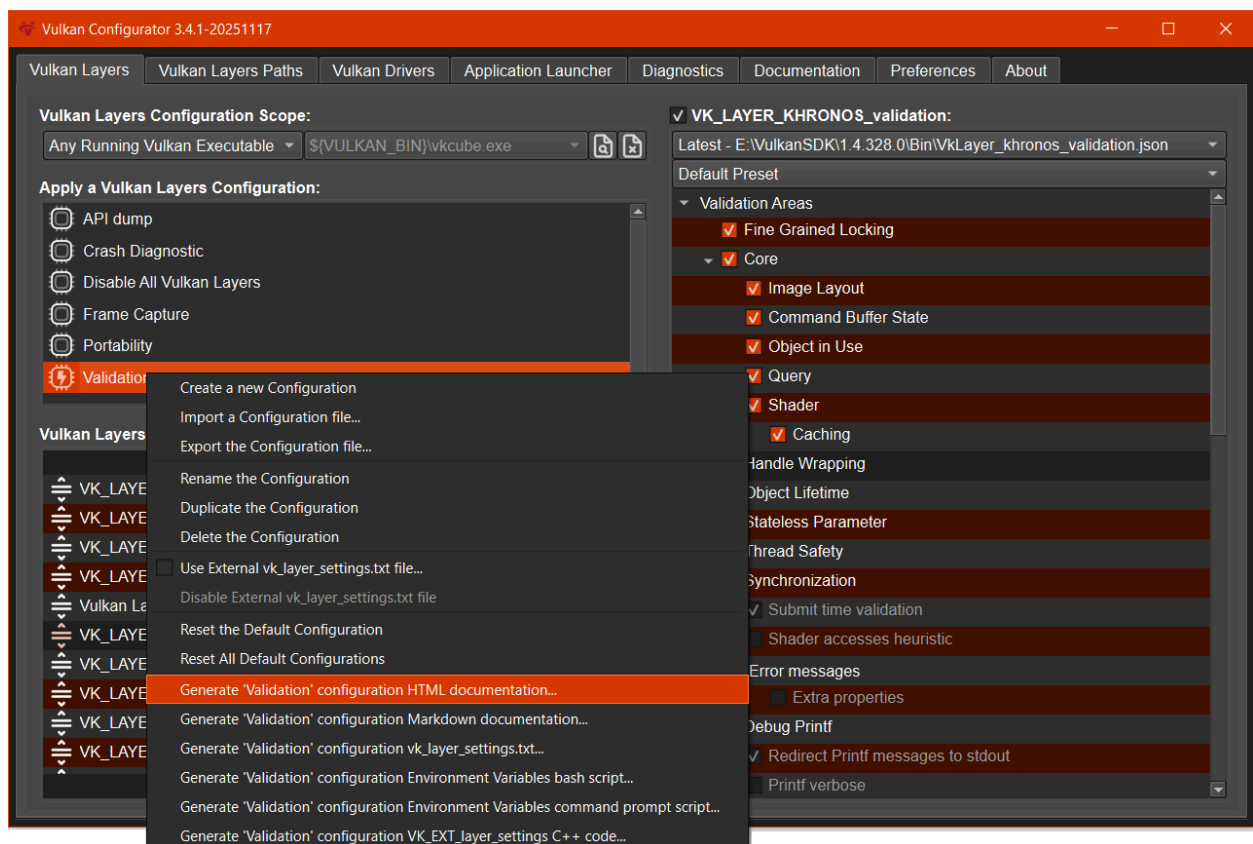 Vulkan Configurator 3.4.1-20251117
Vulkan Layers
Vulkan Layers Paths
Vulkan Drivers
Application Launcher
Diagnostics
Documentation
Preferences
About
Vulkan Layers Configuration Scope:
Any Running Vulkan Executable
${VULKAN_BIN}\vkcube.exe
Apply a Vulkan Layers Configuration:
API dump
Crash Diagnostic
Disable All Vulkan Layers
Frame Capture
Portability
Validation
Vulkan Layers
VK_LAYE
VK_LAYE
VK_LAYE
VK_LAYE
Vulkan La
VK_LAYE
VK_LAYE
VK_LAYE
VK_LAYE
VK_LAYE
Create a new Configuration
Import a Configuration file...
Export the Configuration file...
Rename the Configuration
Duplicate the Configuration
Delete the Configuration
Use External vk_layer_settings.txt file...
Disable External vk_layer_settings.txt file
Reset the Default Configuration
Reset All Default Configurations
Generate 'Validation' configuration HTML documentation...
Generate 'Validation' configuration Markdown documentation...
Generate 'Validation' configuration vk_layer_settings.txt...
Generate 'Validation' configuration Environment Variables bash script...
Generate 'Validation' configuration Environment Variables command prompt script...
Generate 'Validation' configuration VK_EXT_layer_settings C++ code...
VK_LAYER_KHRONOS_validation:
Latest - E:\VulkanSDK\1.4.328.0\Bin\VkLayer_khronos_validation.json
Default Preset
Validation Areas
Fine Grained Locking
Core
Image Layout
Command Buffer State
Object in Use
Query
Shader
Caching
Handle Wrapping
Object Lifetime
Stateless Parameter
Thread Safety
Synchronization
Submit time validation
Shader accesses heuristic
Error messages
Extra properties
Debug Printf
Redirect Printf messages to stdout
Printf verbose